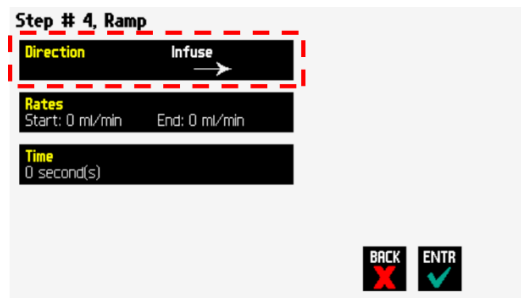 Step # 4, Ramp
Direction Infuse
Rates
Start: 0 ml/min End: 0 ml/min
Time
0 second(s)
BACK ENTR